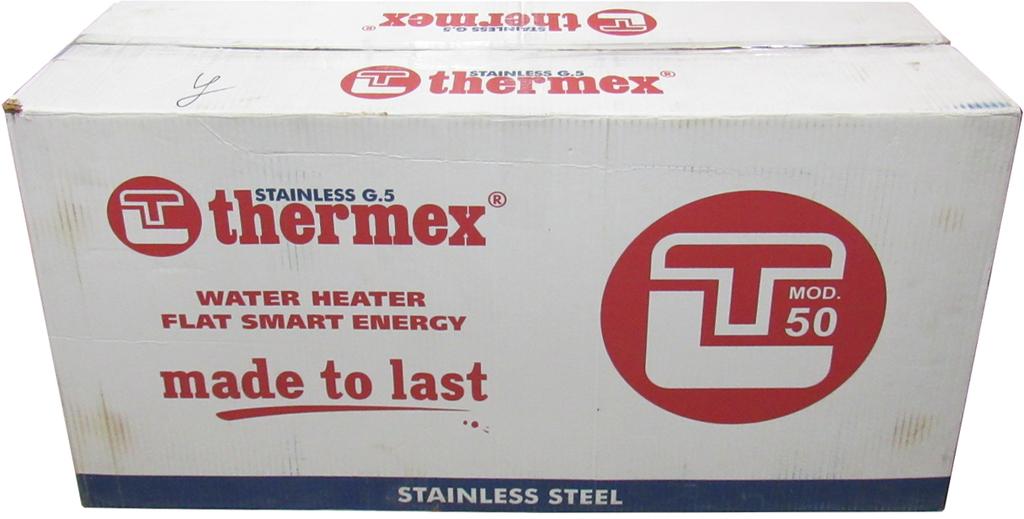 thermex
STAINLESS G.5
STAINLESS G.5
thermex®
STAINLESS G.5
thermex®
WATER HEATER
FLAT SMART ENERGY
made to last
MOD.
50
STAINLESS STEEL